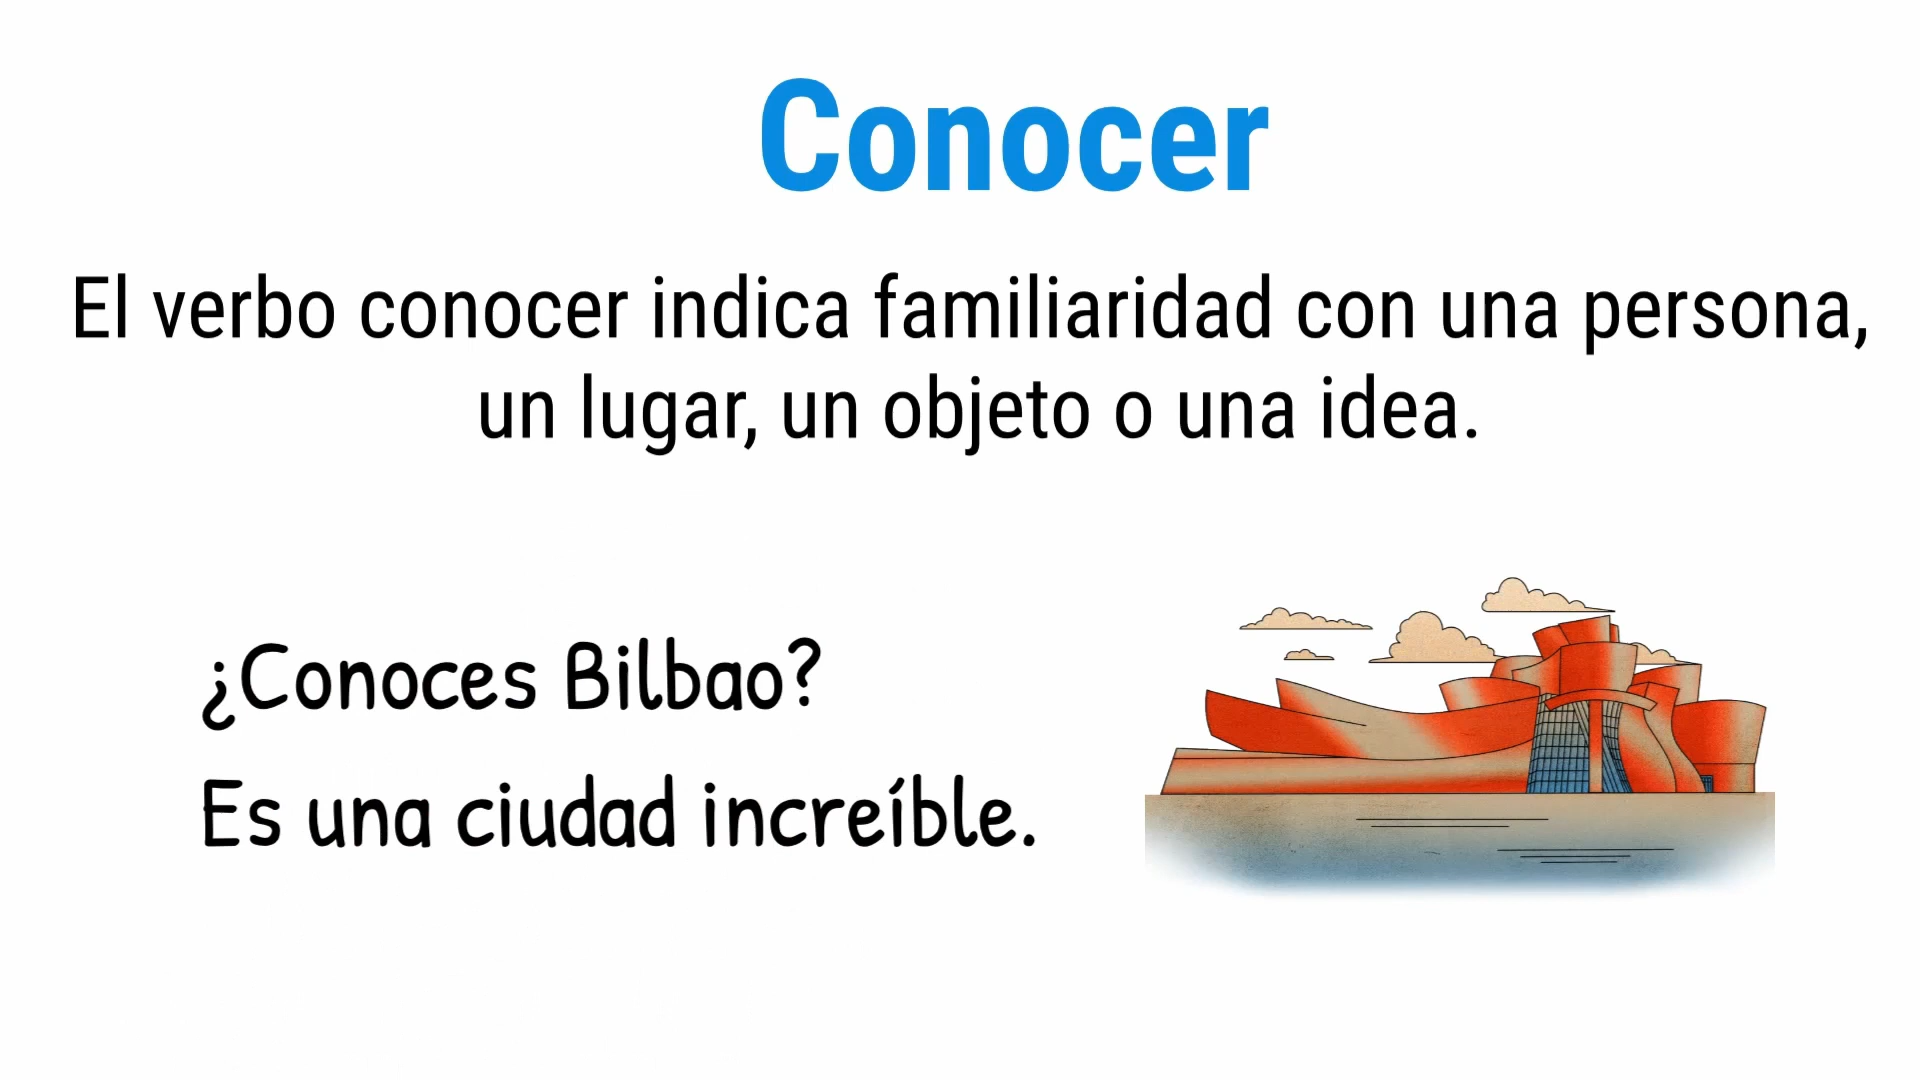 Conocer
El verbo conocer indica familiaridad con una persona,
un lugar, un objeto o una idea.
¿Conoces Bilbao?
Es una ciudad increíble.